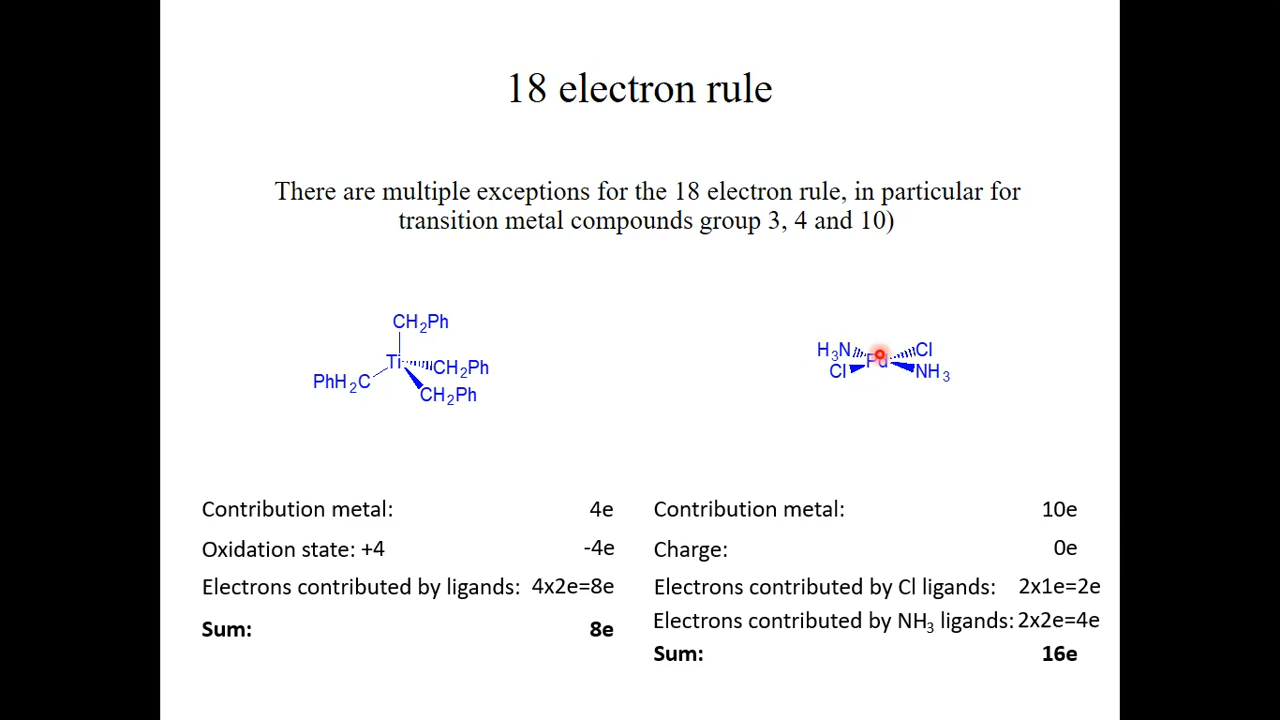 18 electron rule
There are multiple exceptions for the 18 electron rule, in particular for
transition metal compounds group 3, 4 and 10)
CH₂Ph
Ti
CH₂Ph
PhH₂C
CH₂Ph
H₃N
Cl
Pd
Cl
NH₃
Contribution metal: 4e
Oxidation state: +4 -4e
Electrons contributed by ligands: 4x2e=8e
Sum: 8e
Contribution metal: 10e
Charge: 0e
Electrons contributed by Cl ligands: 2x1e=2e
Electrons contributed by NH₃ ligands: 2x2e=4e
Sum: 16e